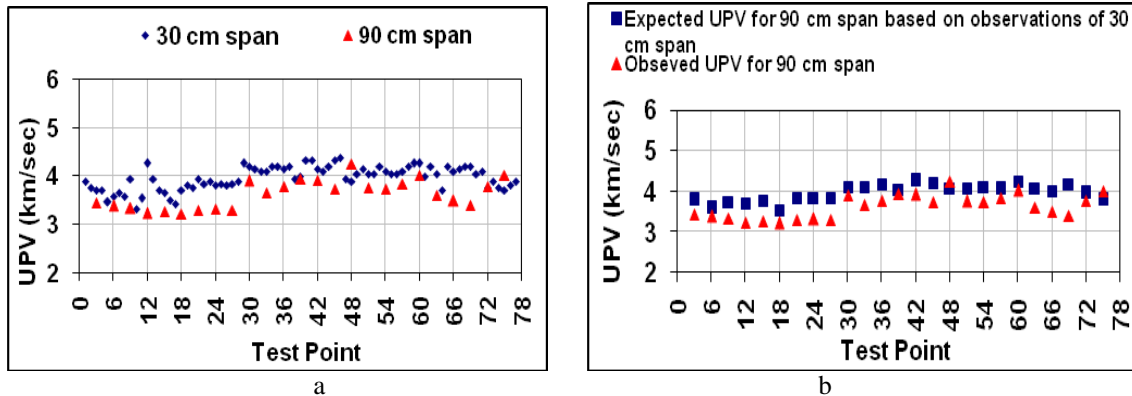 30 cm span 90 cm span
6
5
4
3
2
UPV (km/sec)
0 6 12 18 24 30 36 42 48 54 60 66 72 78
Test Point
a
Expected UPV for 90 cm span based on observations of 30
cm span
Obseved UPV for 90 cm span
6
5
4
3
2
UPV (km/sec)
0 6 12 18 24 30 36 42 48 54 60 66 72 78
Test Point
b